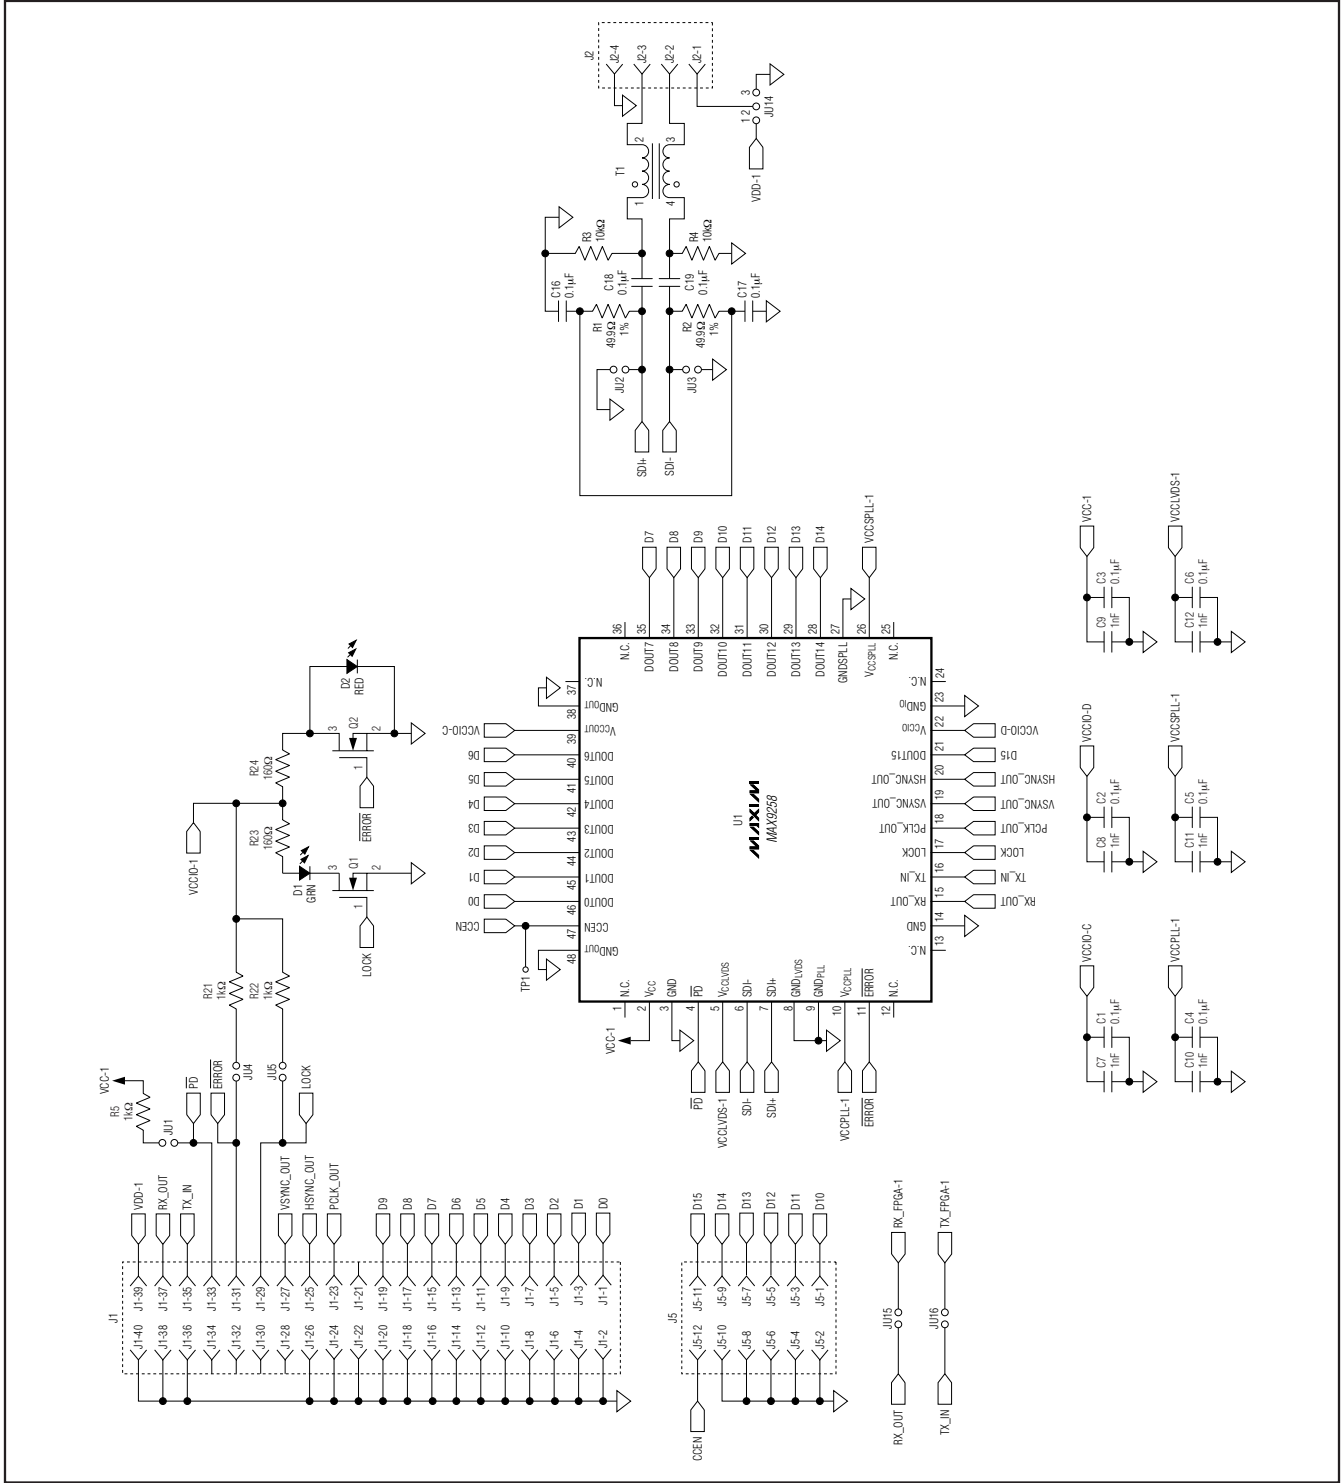 J2
J2-4
J2-3
J2-2
J2-1
1 2 3
JU14
VDD-1
T1
2
3
1
4
R3
10kΩ
R4
10kΩ
C16
0.1µF
C18
0.1µF
C19
0.1µF
C17
0.1µF
R1
49.9Ω
1%
R2
49.9Ω
1%
JU2
JU3
SDI+
SDI-
D7
D8
D9
D10
D11
D12
D13
D14
VCCSPLL-1
36
35
34
33
32
31
30
29
28
27
26
25
N.C.
DOUT7
DOUT8
DOUT9
DOUT10
DOUT11
DOUT12
DOUT13
DOUT14
GNDSPLL
VCCSPLL
N.C.
VCCIO-C
D6
D5
D4
D3
D2
D1
D0
CCEN
TP1
37
38
39
40
41
42
43
44
45
46
47
48
N.C.
GNDOUT
VCCOUT
DOUT6
DOUT5
DOUT4
DOUT3
DOUT2
DOUT1
DOUT0
CCEN
GNDOUT
U1
MAXIM
MAX9258
N.C.
GNDIO
VCCIO
DOUT15
HSYNC_OUT
VSYNC_OUT
PCLK_OUT
LOCK
TX_IN
RX_OUT
GND
N.C.
24
23
22
21
20
19
18
17
16
15
14
13
VCCIO-D
D15
HSYNC_OUT
VSYNC_OUT
PCLK_OUT
LOCK
TX_IN
RX_OUT
N.C.
VCC
GND
PD
VCCLVDS
SDI-
SDI+
GNDLVDS
GNDPLL
VCCPLL
ERROR
N.C.
1
2
3
4
5
6
7
8
9
10
11
12
VCC-1
PD
VCCLVDS-1
SDI-
SDI+
VCCPLL-1
ERROR
D2
RED
Q2
3
2
1
ERROR
R24
160Ω
R23
160Ω
VCCIO-1
D1
GRN
Q1
3
2
1
LOCK
R21
1kΩ
R22
1kΩ
JU4
JU5
VCC-1
R5
1kΩ
JU1
PD
ERROR
LOCK
VDD-1
RX_OUT
TX_IN
VSYNC_OUT
HSYNC_OUT
PCLK_OUT
D9
D8
D7
D6
D5
D4
D3
D2
D1
D0
J1
J1-39
J1-37
J1-35
J1-33
J1-31
J1-29
J1-27
J1-25
J1-23
J1-21
J1-19
J1-17
J1-15
J1-13
J1-11
J1-9
J1-7
J1-5
J1-3
J1-1
J1-40
J1-38
J1-36
J1-34
J1-32
J1-30
J1-28
J1-26
J1-24
J1-22
J1-20
J1-18
J1-16
J1-14
J1-12
J1-10
J1-8
J1-6
J1-4
J1-2
D15
D14
D13
D12
D11
D10
J5
J5-11
J5-9
J5-7
J5-5
J5-3
J5-1
J5-12
J5-10
J5-8
J5-6
J5-4
J5-2
CCEN
RX_FPGA-1
JU15
RX_OUT
TX_FPGA-1
JU16
TX_IN
VCC-1
C3
0.1µF
C9
1nF
VCCLVDS-1
C6
0.1µF
C12
1nF
VCCIO-D
C2
0.1µF
C8
1nF
VCCSPLL-1
C5
0.1µF
C11
1nF
VCCIO-C
C1
0.1µF
C7
1nF
VCCPLL-1
C4
0.1µF
C10
1nF